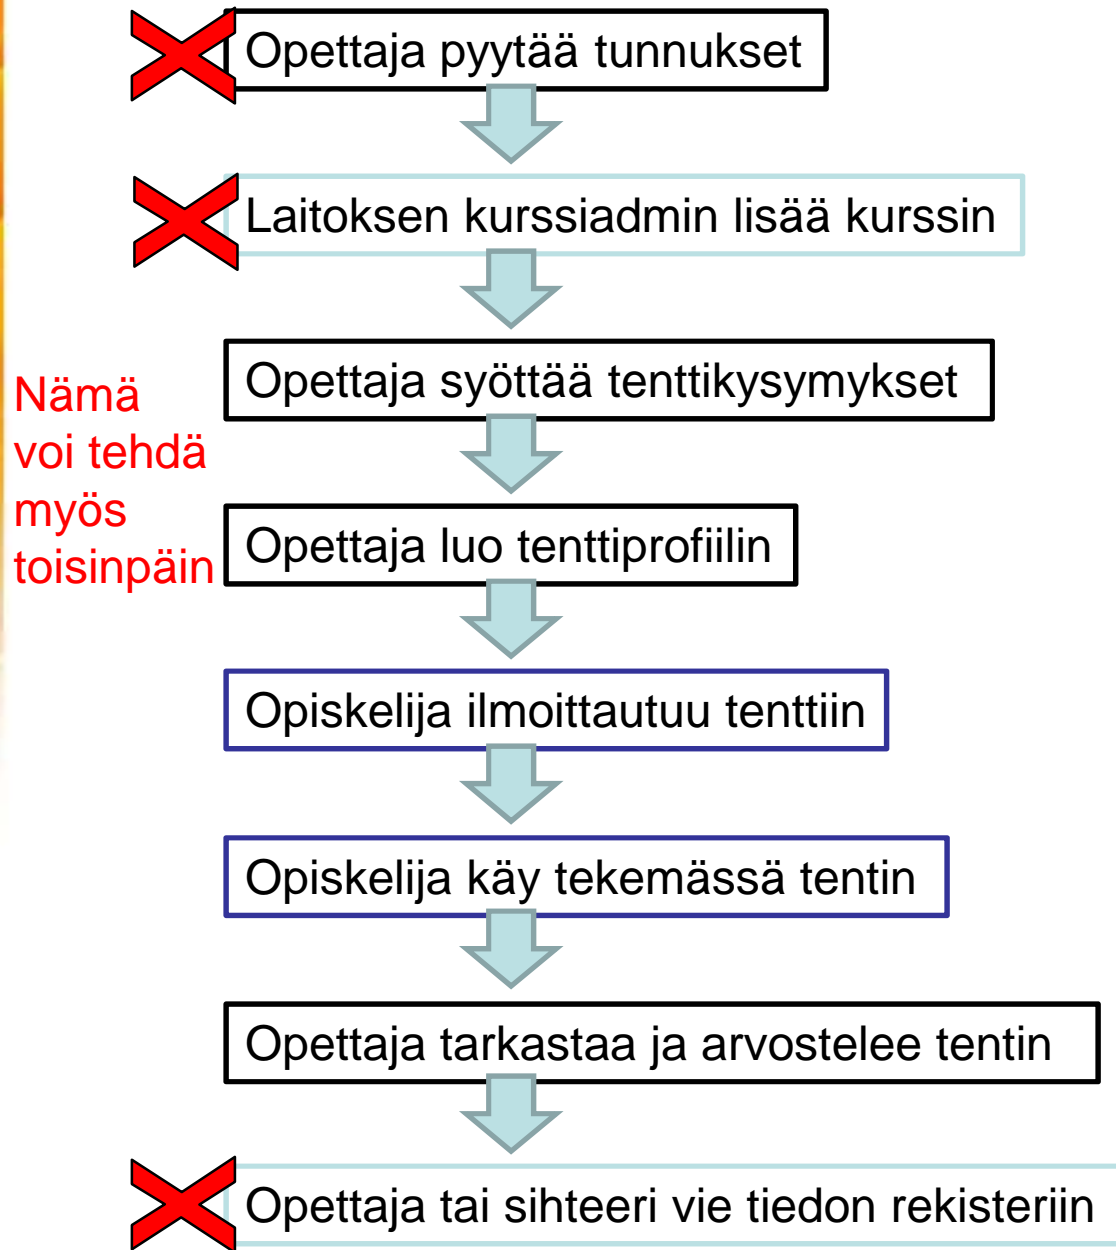 Opettaja pyytää tunnukset
Laitoksen kurssiadmin lisää kurssin
Opettaja syöttää tenttikysymykset
Nämä
voi tehdä
myös
toisinpäin
Opettaja luo tenttiprofiilin
Opiskelija ilmoittautuu tenttiin
Opiskelija käy tekemässä tentin
Opettaja tarkastaa ja arvostelee tentin
Opettaja tai sihteeri vie tiedon rekisteriin